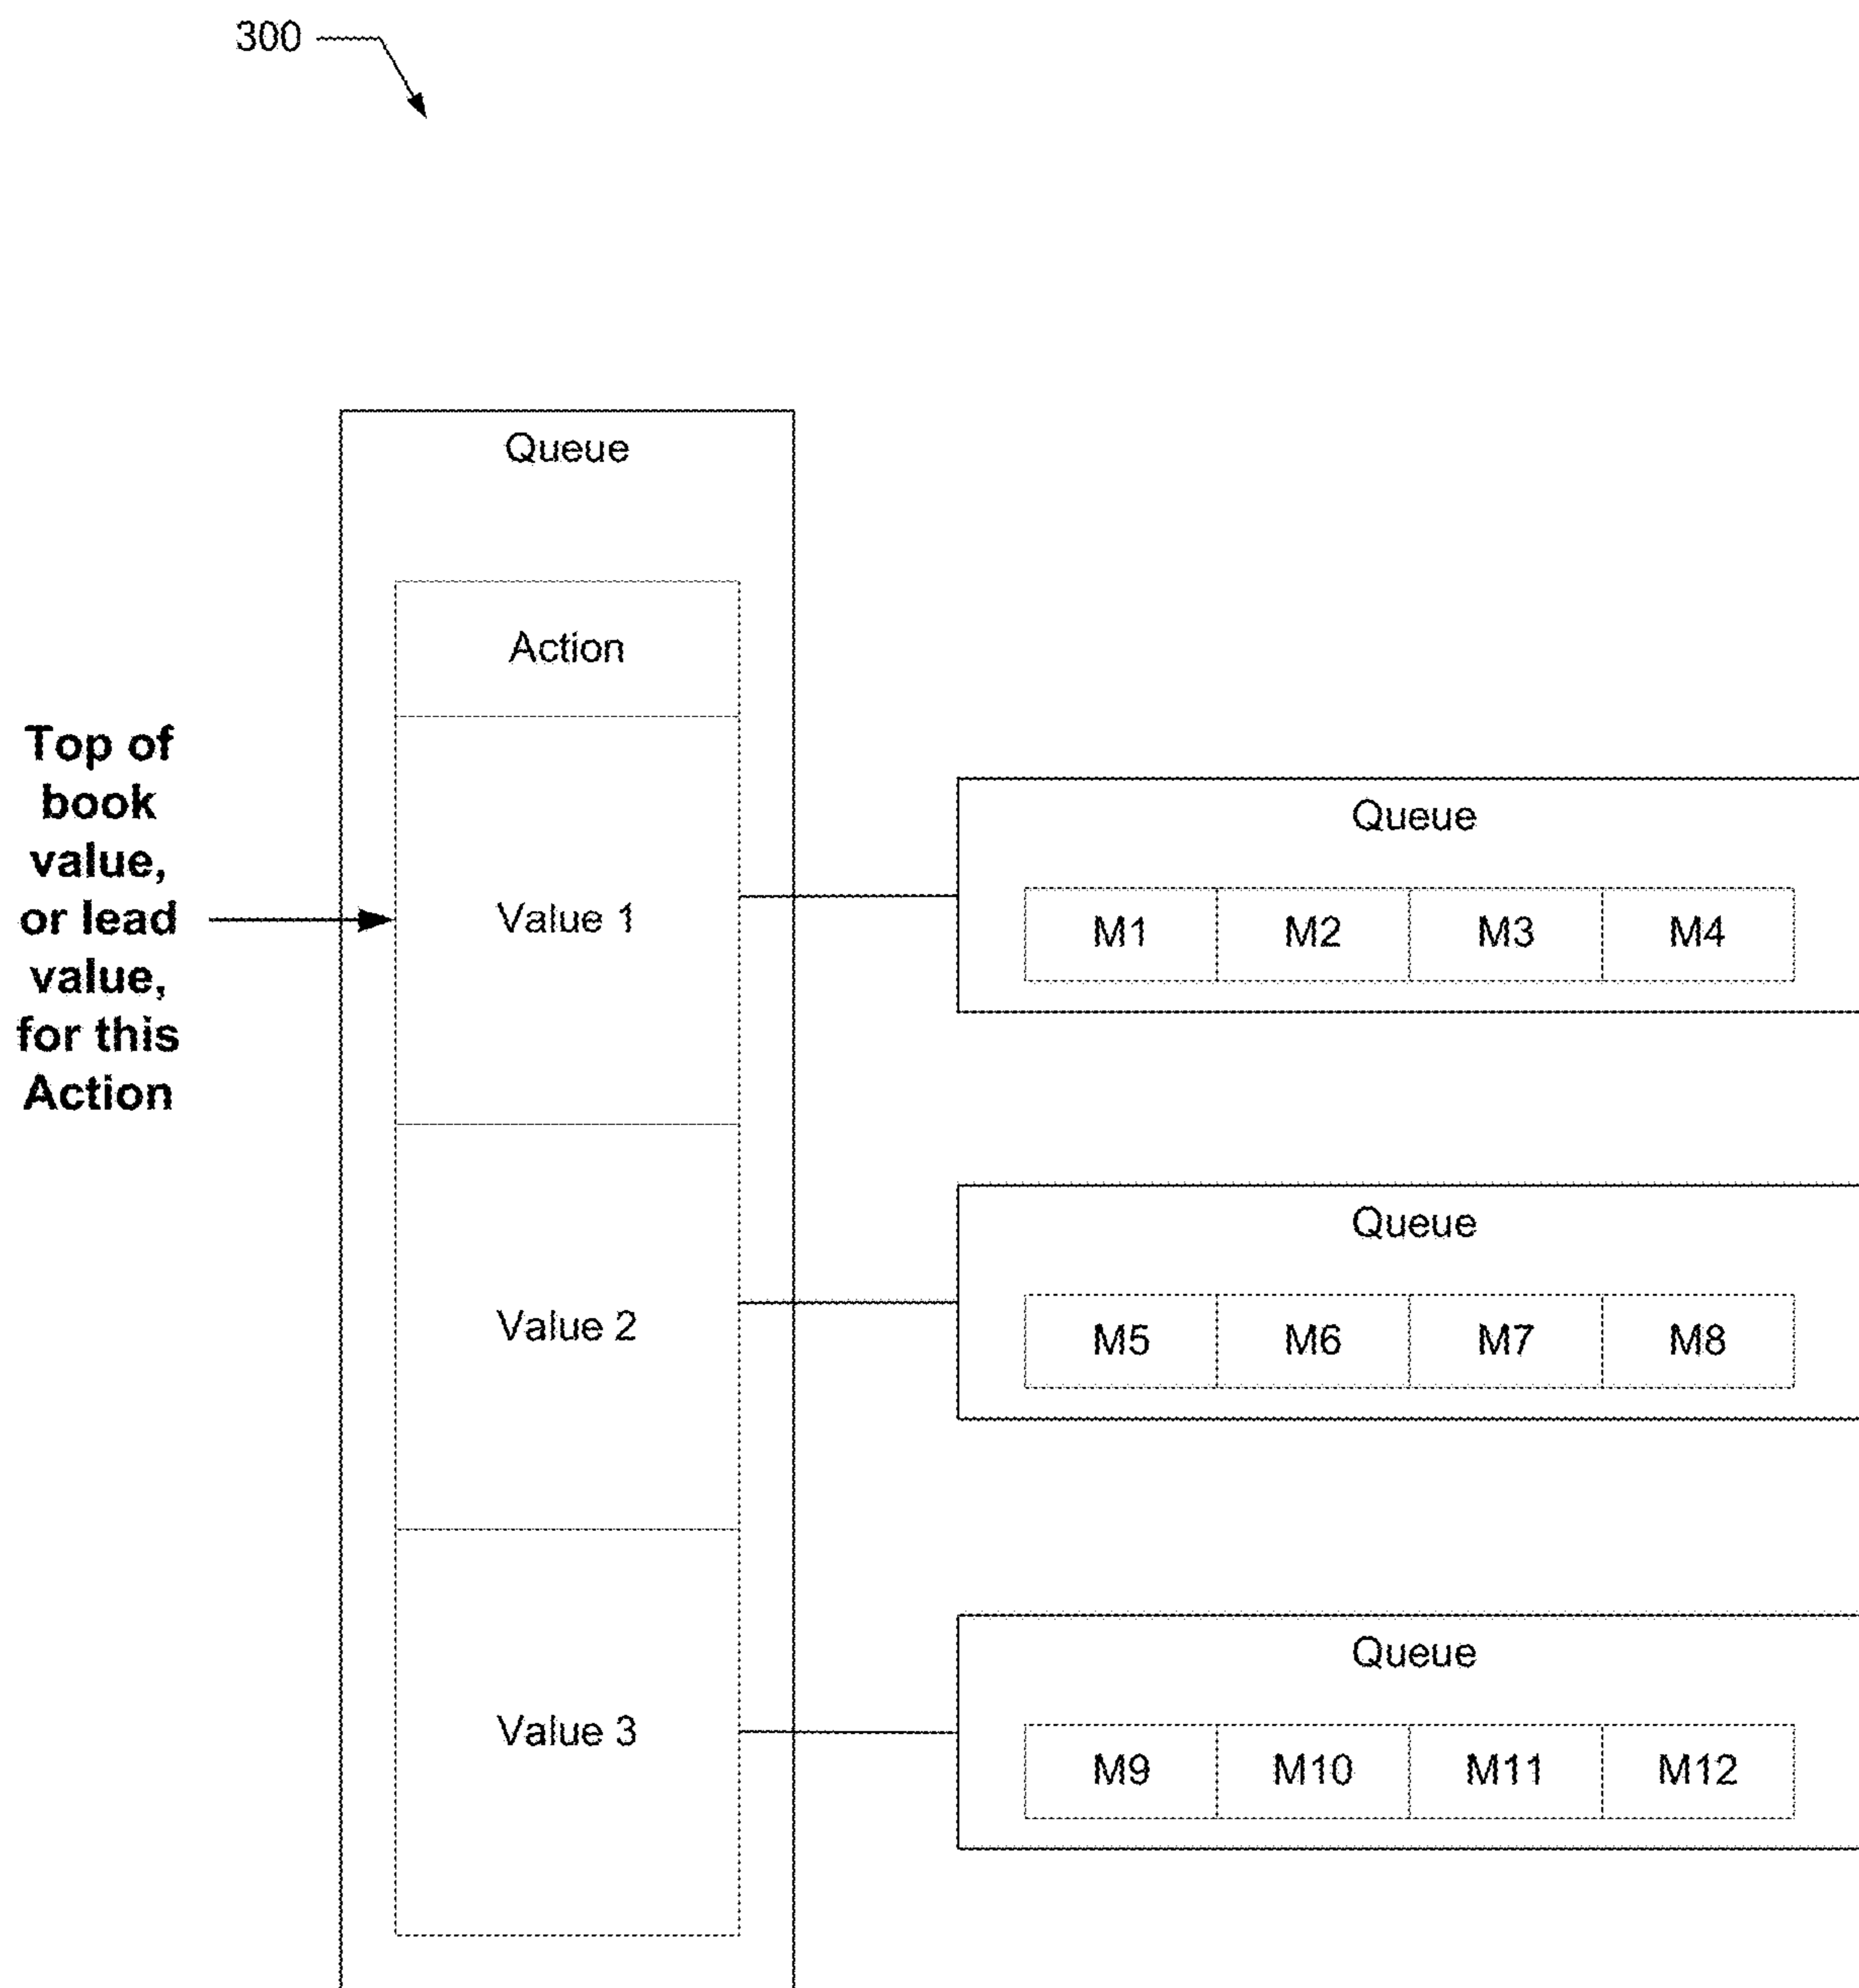 300
Queue
Action
Top of
book
value,
or lead
value,
for this
Action
Value 1
Queue
M1 M2 M3 M4
Value 2
Queue
M5 M6 M7 M8
Value 3
Queue
M9 M10 M11 M12